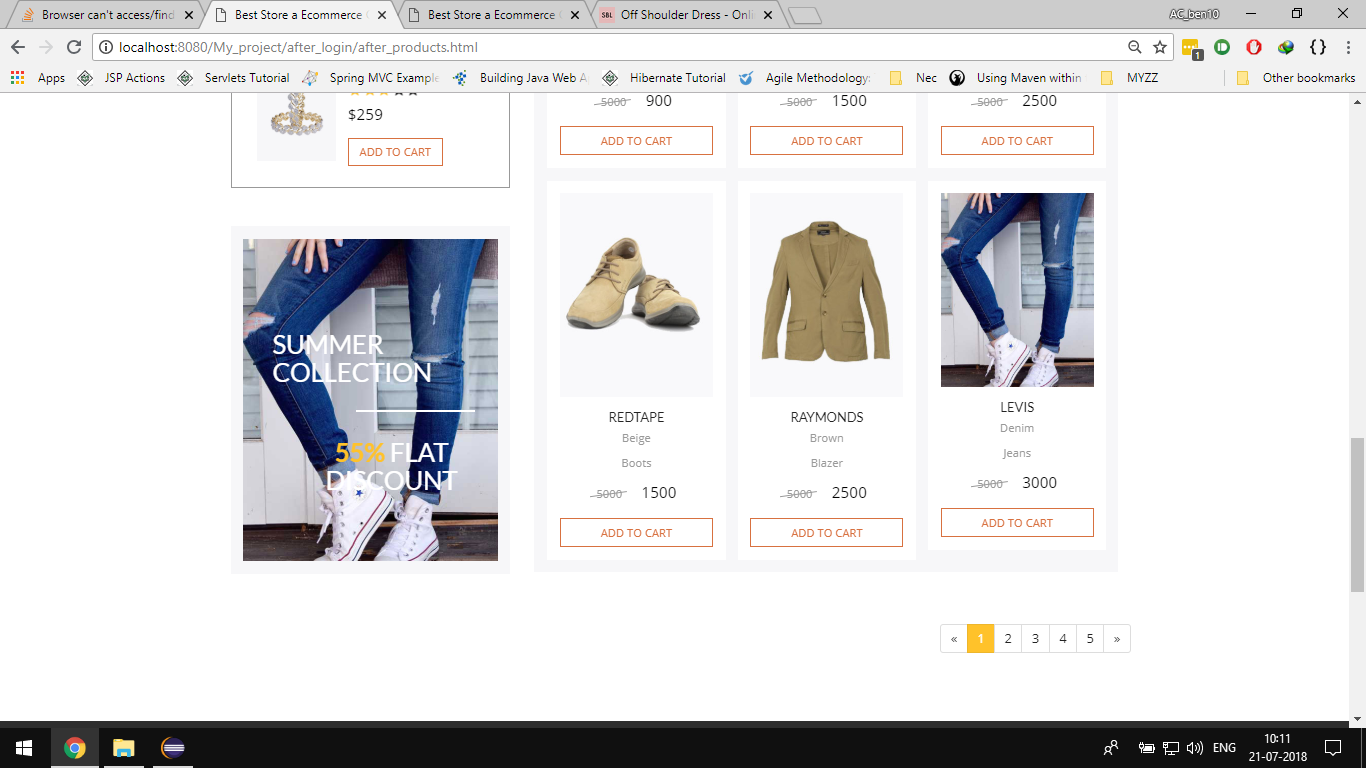 Browser can't access/find
Best Store a Ecommerce
Best Store a Ecommerce
SBL Off Shoulder Dress - Onli
AC_ben10
localhost:8080/My_project/after_login/after_products.html
1
Apps
JSP Actions
Servlets Tutorial
Spring MVC Example
Building Java Web A
Hibernate Tutorial
Agile Methodology:
Nec
Using Maven within
MYZZ
Other bookmarks
$259
ADD TO CART
5000 900
5000 1500
5000 2500
ADD TO CART
ADD TO CART
ADD TO CART
SUMMER
COLLECTION
55% FLAT
DISCOUNT
REDTAPE
Beige
Boots
5000 1500
ADD TO CART
RAYMONDS
Brown
Blazer
5000 2500
ADD TO CART
LEVIS
Denim
Jeans
5000 3000
ADD TO CART
« 1 2 3 4 5 »
ENG
10:11
21-07-2018